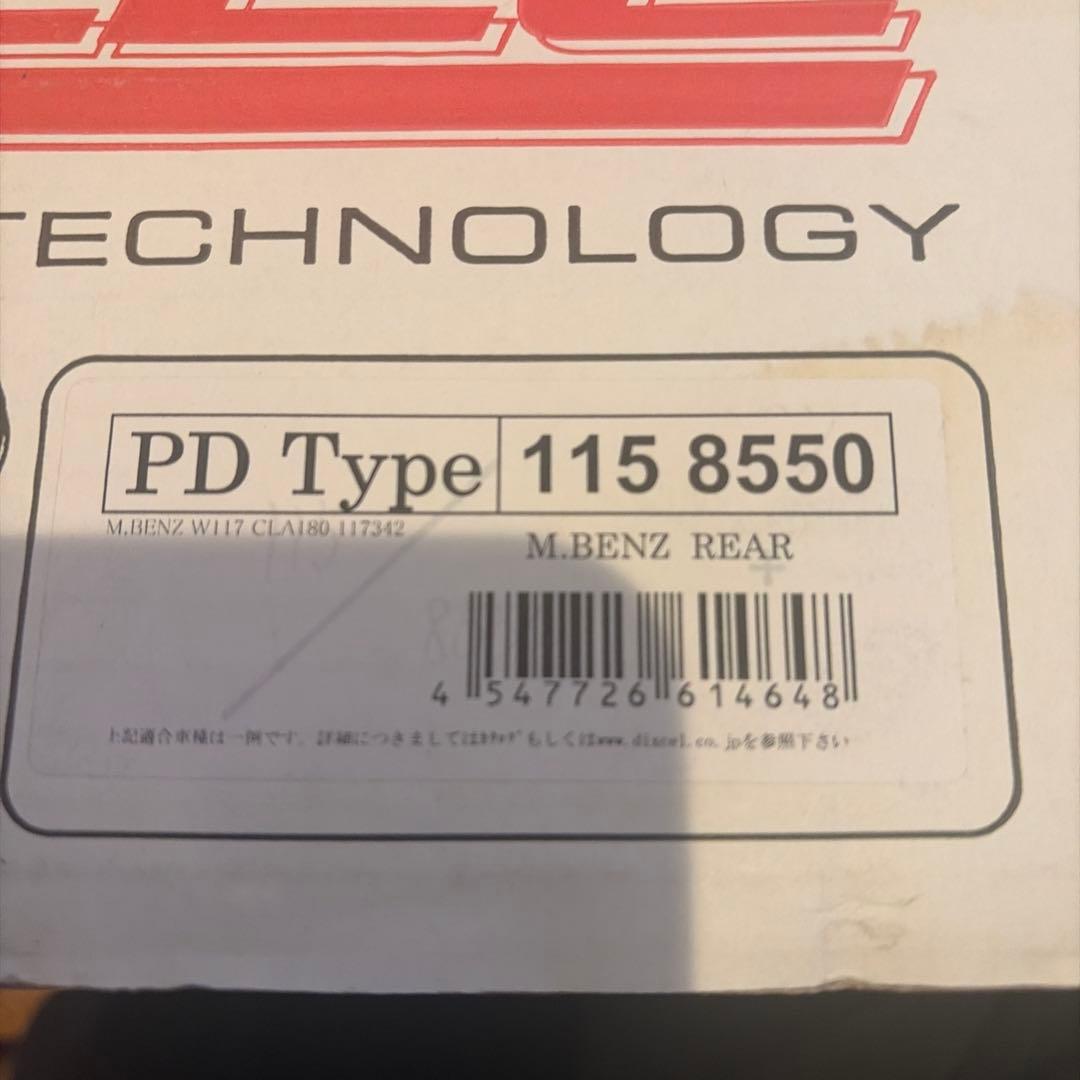 TECHNOLOGY
PD Type 115 8550
M.BENZ W117 CLA180 117342
M.BENZ REAR
4 547726 614648
上記適合車種は一例です。詳細につきましてはｶﾀﾛｸﾞもしくはwww.dixcel.co.jpを参照下さい